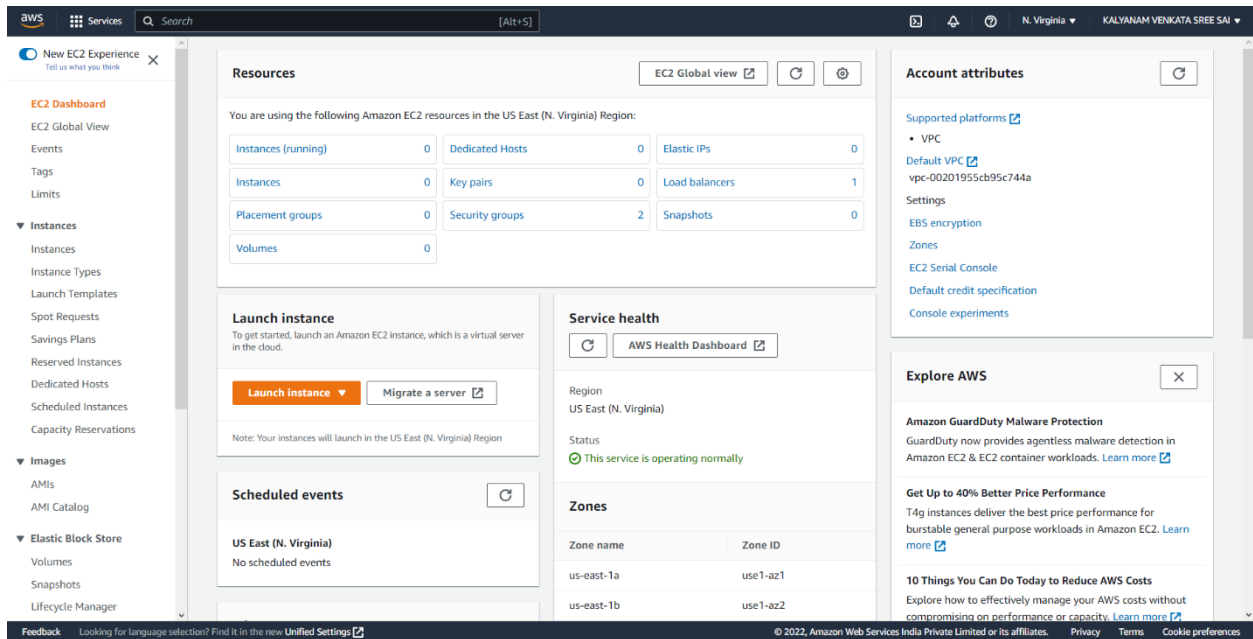 aws Services Search [Alt+S] N. Virginia KALYANAM VENKATA SREE SAI
New EC2 Experience
Tell us what you think
EC2 Dashboard
EC2 Global View
Events
Tags
Limits
Instances
Instances
Instance Types
Launch Templates
Spot Requests
Savings Plans
Reserved Instances
Dedicated Hosts
Scheduled Instances
Capacity Reservations
Images
AMIs
AMI Catalog
Elastic Block Store
Volumes
Snapshots
Lifecycle Manager
Resources EC2 Global view
You are using the following Amazon EC2 resources in the US East (N. Virginia) Region:
Instances (running) 0 Dedicated Hosts 0 Elastic IPs 0
Instances 0 Key pairs 0 Load balancers 1
Placement groups 0 Security groups 2 Snapshots 0
Volumes 0
Launch instance
To get started, launch an Amazon EC2 instance, which is a virtual server
in the cloud.
Launch instance Migrate a server
Note: Your instances will launch in the US East (N. Virginia) Region
Scheduled events
US East (N. Virginia)
No scheduled events
Service health
AWS Health Dashboard
Region
US East (N. Virginia)
Status
This service is operating normally
Zones
Zone name Zone ID
us-east-1a use1-az1
us-east-1b use1-az2
Account attributes
Supported platforms
• VPC
Default VPC
vpc-00201955cb95c744a
Settings
EBS encryption
Zones
EC2 Serial Console
Default credit specification
Console experiments
Explore AWS
Amazon GuardDuty Malware Protection
GuardDuty now provides agentless malware detection in
Amazon EC2 & EC2 container workloads. Learn more
Get Up to 40% Better Price Performance
T4g instances deliver the best price performance for
burstable general purpose workloads in Amazon EC2. Learn
more
10 Things You Can Do Today to Reduce AWS Costs
Explore how to effectively manage your AWS costs without
compromising on performance or capacity. Learn more
Feedback Looking for language selection? Find it in the new Unified Settings © 2022, Amazon Web Services India Private Limited or its affiliates. Privacy Terms Cookie preferences